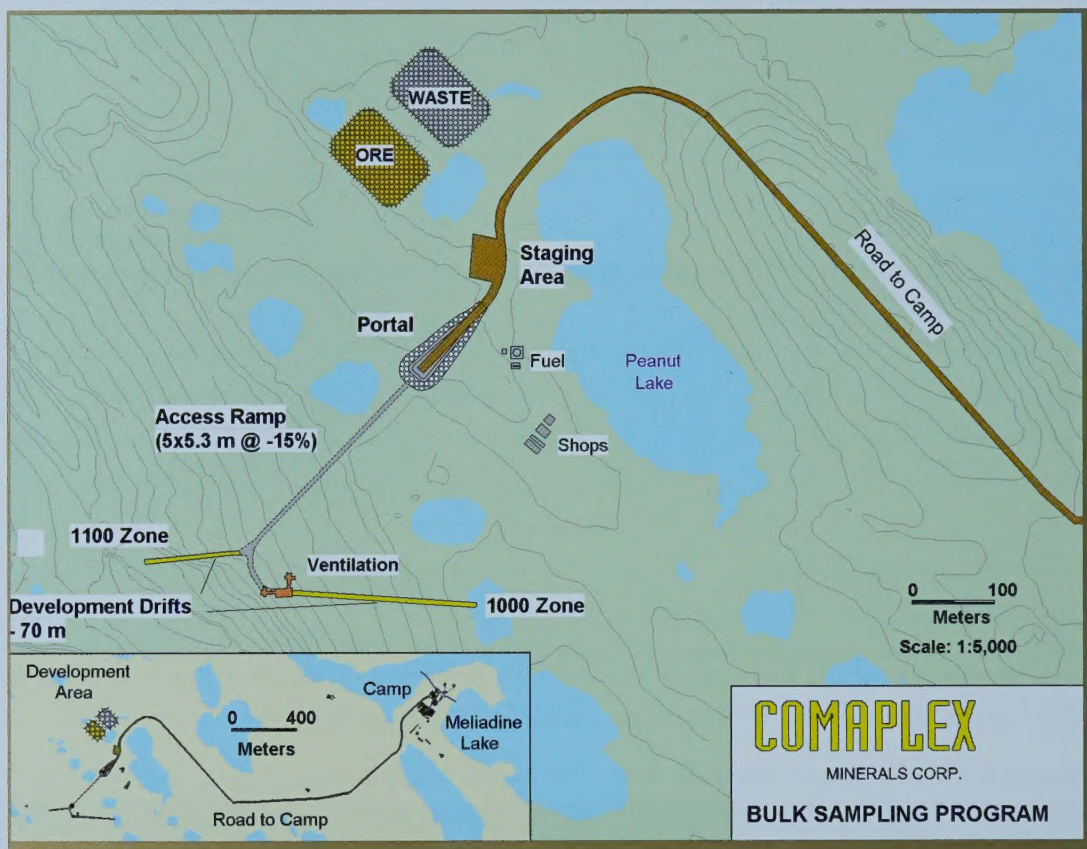 WASTE
ORE
Staging
Area
Road to Camp
Portal
Fuel
Peanut
Lake
Access Ramp
(5x5.3 m @ -15%)
Shops
1100 Zone
Ventilation
Development Drifts
- 70 m
1000 Zone
0 100
Meters
Scale: 1:5,000
Development
Area
Camp
0 400
Meters
Meliadine
Lake
Road to Camp
COMAPLEX
MINERALS CORP.
BULK SAMPLING PROGRAM